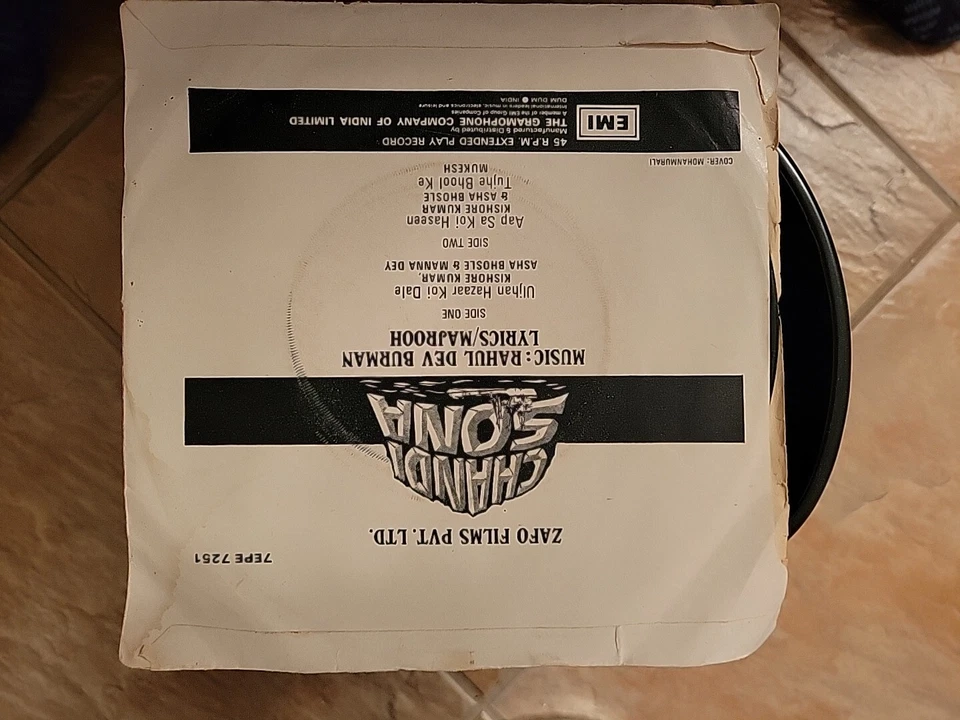 7EPE 7251
ZAFO FILMS PVT. LTD.
CHANDI
SONA
MUSIC: RAHUL DEV BURMAN
LYRICS/MAJROOH
SIDE ONE
Uljhan Hazaar Koi Dale
KISHORE KUMAR,
ASHA BHOSLE & MANNA DEY
SIDE TWO
Aap Sa Koi Haseen
KISHORE KUMAR
& ASHA BHOSLE
Tujhe Bhool Ke
MUKESH
COVER: MOHANMURALI
EMI
45 R.P.M. EXTENDED PLAY RECORD
Manufactured & Distributed by
THE GRAMOPHONE COMPANY OF INDIA LIMITED
A member of the EMI Group of Companies
International leaders in music, electronics and leisure
DUM DUM ● INDIA